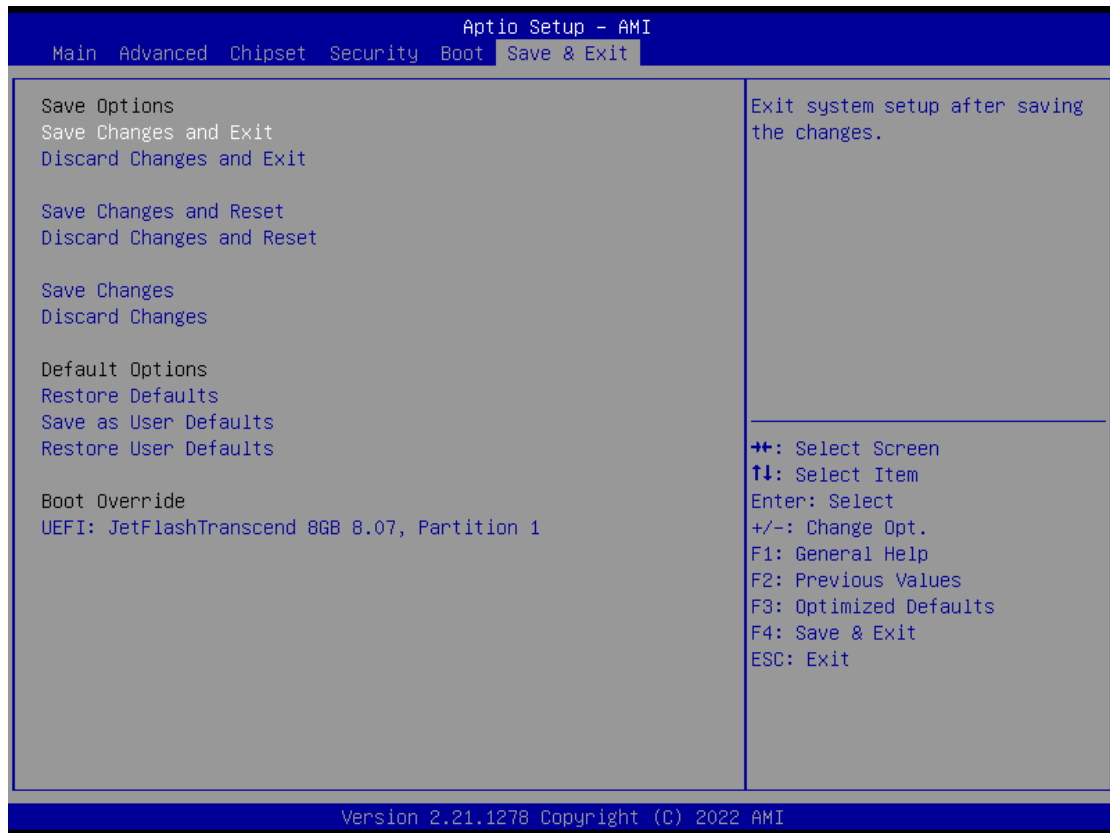 Aptio Setup – AMI
Main Advanced Chipset Security Boot Save & Exit
Save Options
Save Changes and Exit
Discard Changes and Exit
Save Changes and Reset
Discard Changes and Reset
Save Changes
Discard Changes
Default Options
Restore Defaults
Save as User Defaults
Restore User Defaults
Boot Override
UEFI: JetFlashTranscend 8GB 8.07, Partition 1
Exit system setup after saving
the changes.
→←: Select Screen
↑↓: Select Item
Enter: Select
+/-: Change Opt.
F1: General Help
F2: Previous Values
F3: Optimized Defaults
F4: Save & Exit
ESC: Exit
Version 2.21.1278 Copyright (C) 2022 AMI